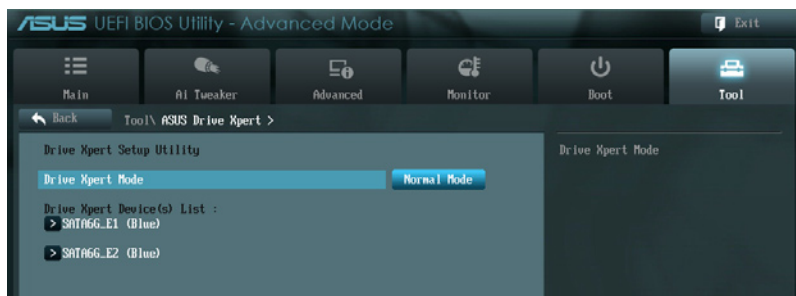 ASUS UEFI BIOS Utility - Advanced Mode
Exit
Main Ai Tweaker Advanced Monitor Boot Tool
Back Tool\ ASUS Drive Xpert >
Drive Xpert Setup Utility
Drive Xpert Mode
Drive Xpert Mode Normal Mode
Drive Xpert Device(s) List :
> SATA6G_E1 (Blue)
> SATA6G_E2 (Blue)